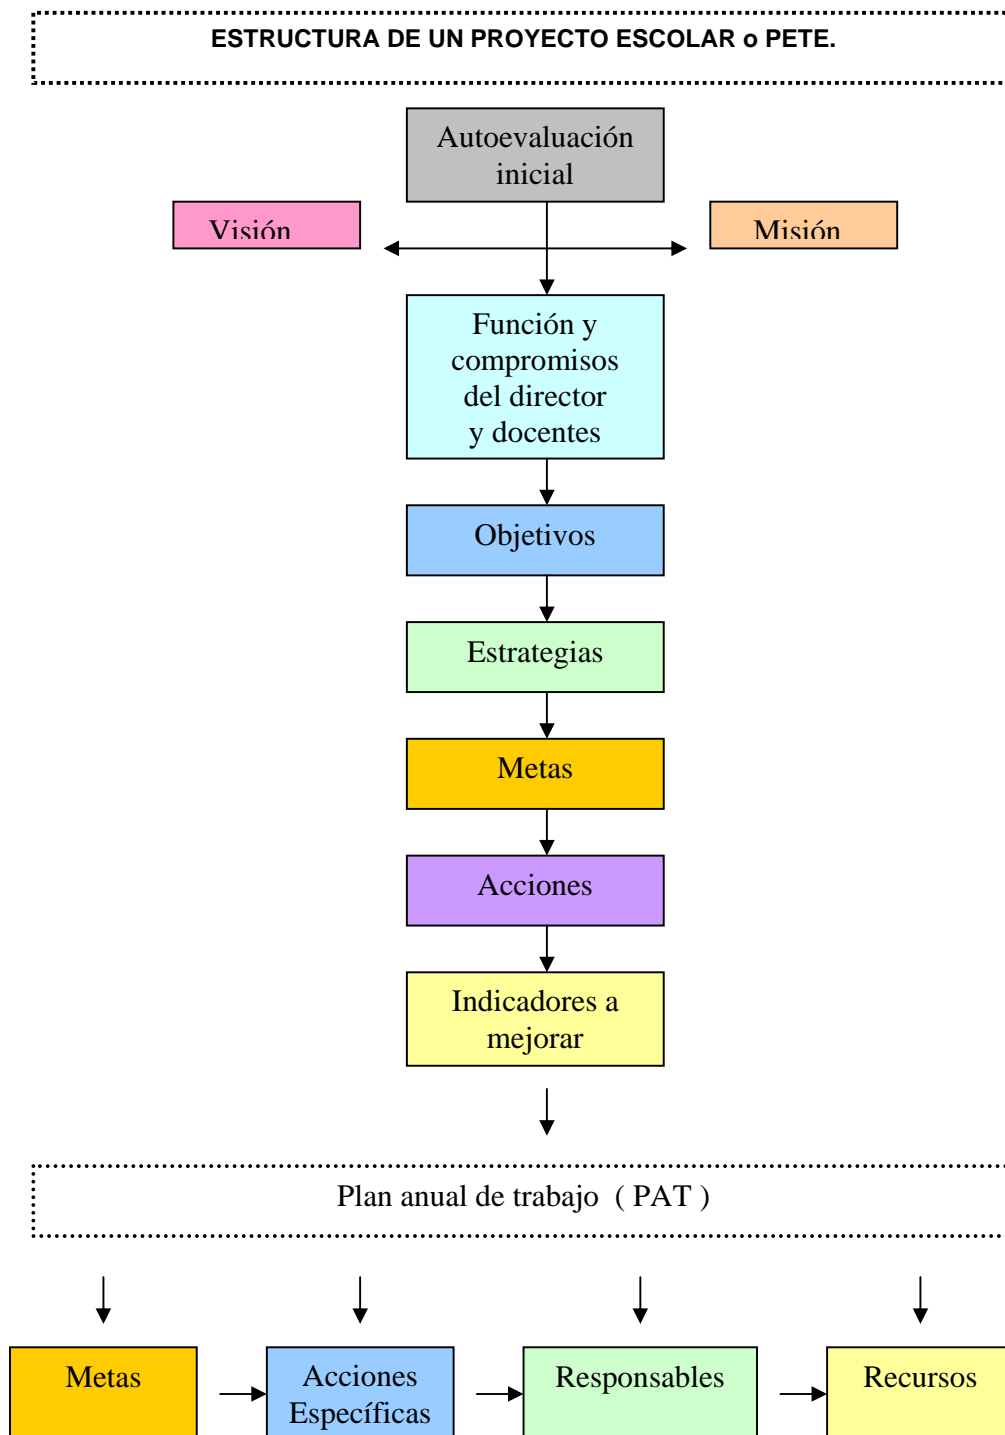 ESTRUCTURA DE UN PROYECTO ESCOLAR o PETE.
Autoevaluación
inicial
Visión
Misión
Función y
compromisos
del director
y docentes
Objetivos
Estrategias
Metas
Acciones
Indicadores a
mejorar
Plan anual de trabajo ( PAT )
Metas
Acciones
Específicas
Responsables
Recursos